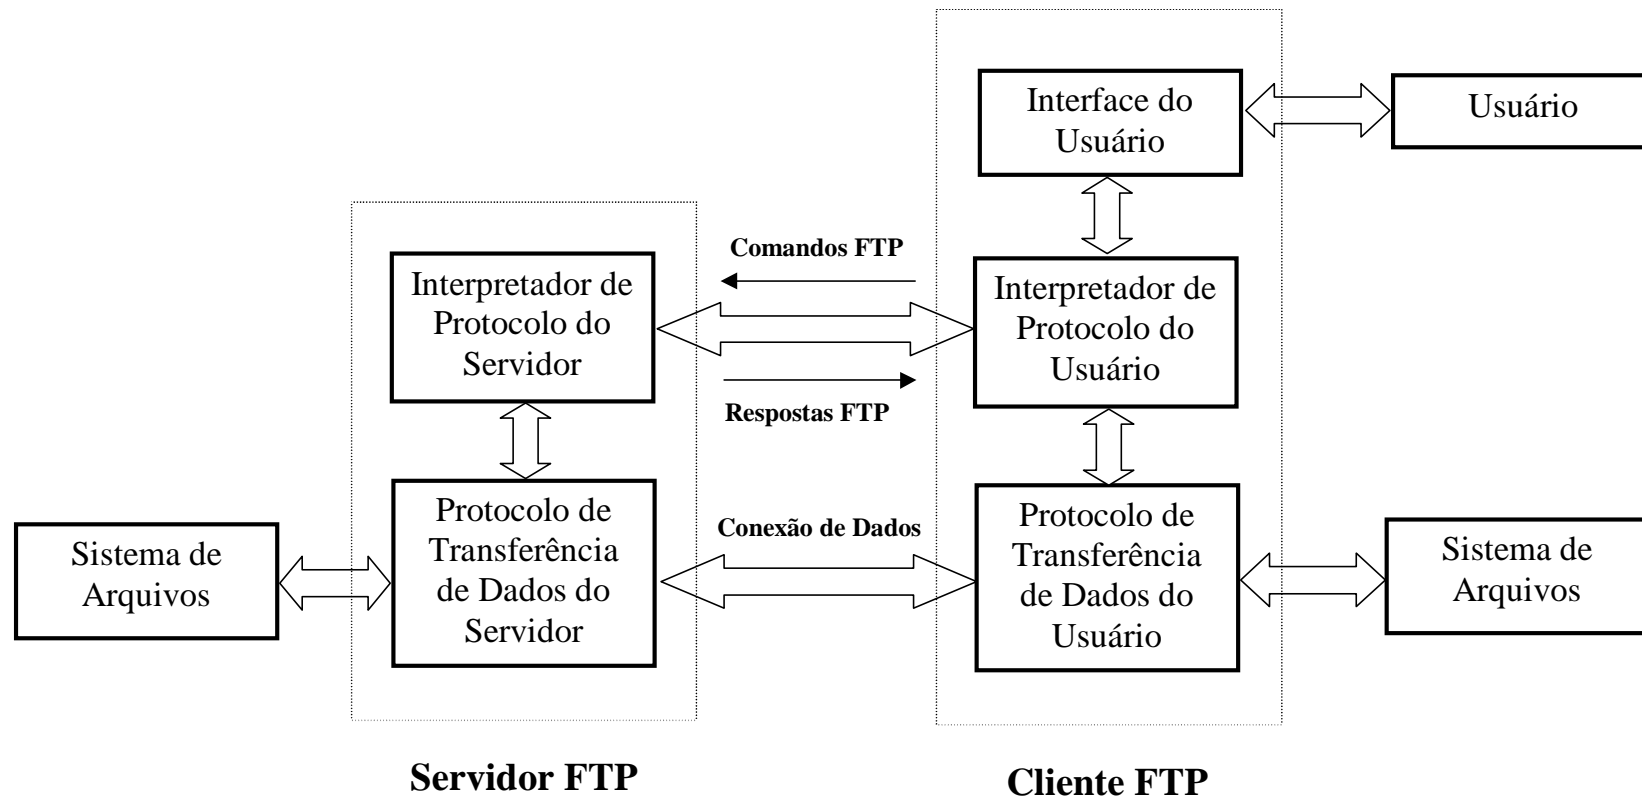 Interface do
Usuário
Usuário
Comandos FTP
Interpretador de
Protocolo do
Servidor
Interpretador de
Protocolo do
Usuário
Respostas FTP
Sistema de
Arquivos
Protocolo de
Transferência
de Dados do
Servidor
Conexão de Dados
Protocolo de
Transferência
de Dados do
Usuário
Sistema de
Arquivos
Servidor FTP
Cliente FTP